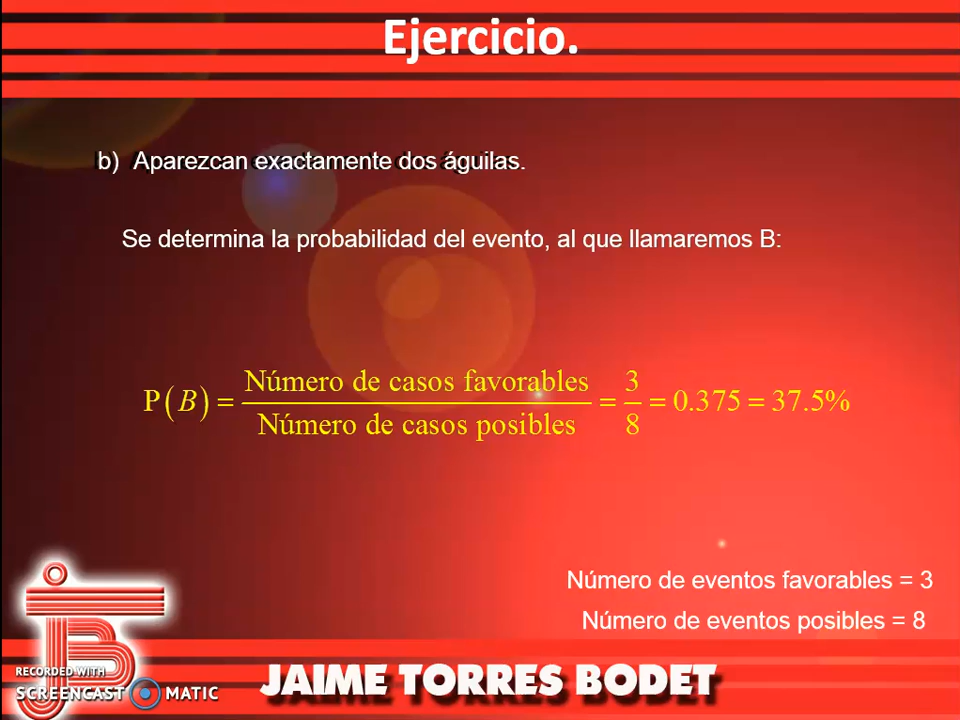 Ejercicio.
b) Aparezcan exactamente dos águilas.
Se determina la probabilidad del evento, al que llamaremos B:
P(B) = Número de casos favorables / Número de casos posibles = 3/8 = 0.375 = 37.5%
Número de eventos favorables = 3
Número de eventos posibles = 8
RECORDED WITH
SCREENCAST MATIC
JAIME TORRES BODET